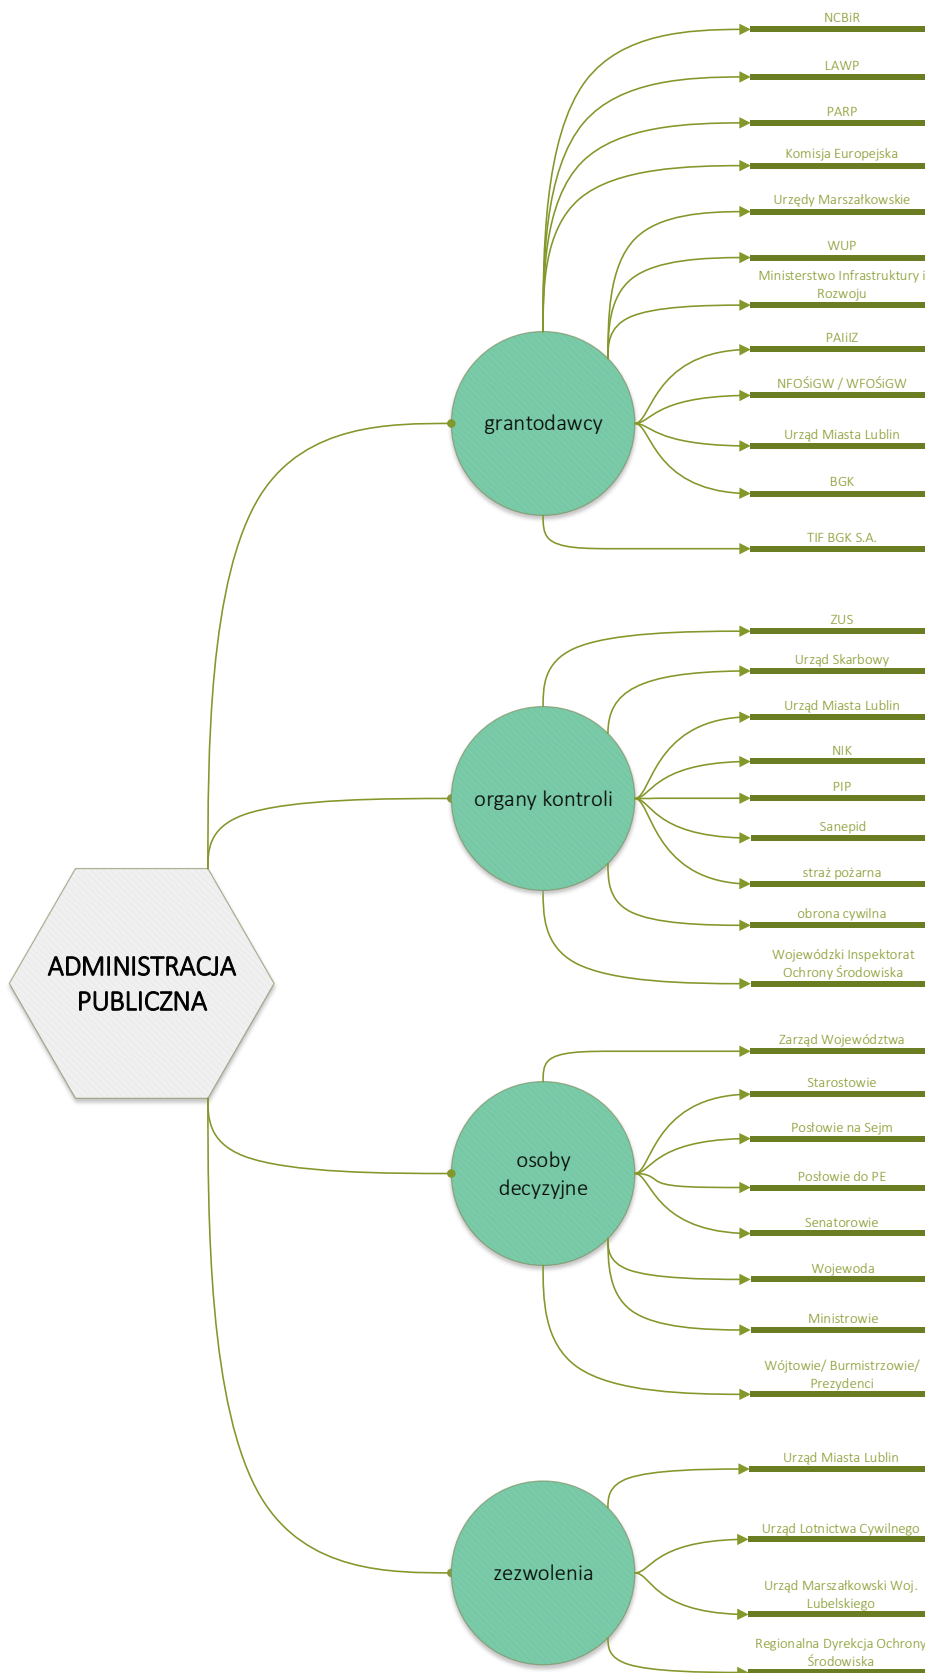 NCBiR
LAWP
PARP
Komisja Europejska
Urzędy Marszałkowskie
WUP
Ministerstwo Infrastruktury i
Rozwoju
PAIiIZ
NFOŚiGW / WFOŚiGW
Urząd Miasta Lublin
BGK
TIF BGK S.A.
grantodawcy
ZUS
Urząd Skarbowy
Urząd Miasta Lublin
NIK
PIP
Sanepid
straż pożarna
obrona cywilna
Wojewódzki Inspektorat
Ochrony Środowiska
organy kontroli
ADMINISTRACJA
PUBLICZNA
Zarząd Województwa
Starostowie
Posłowie na Sejm
Posłowie do PE
Senatorowie
Wojewoda
Ministrowie
Wójtowie/ Burmistrzowie/
Prezydenci
osoby
decyzyjne
Urząd Miasta Lublin
Urząd Lotnictwa Cywilnego
Urząd Marszałkowski Woj.
Lubelskiego
Regionalna Dyrekcja Ochrony
Środowiska
zezwolenia